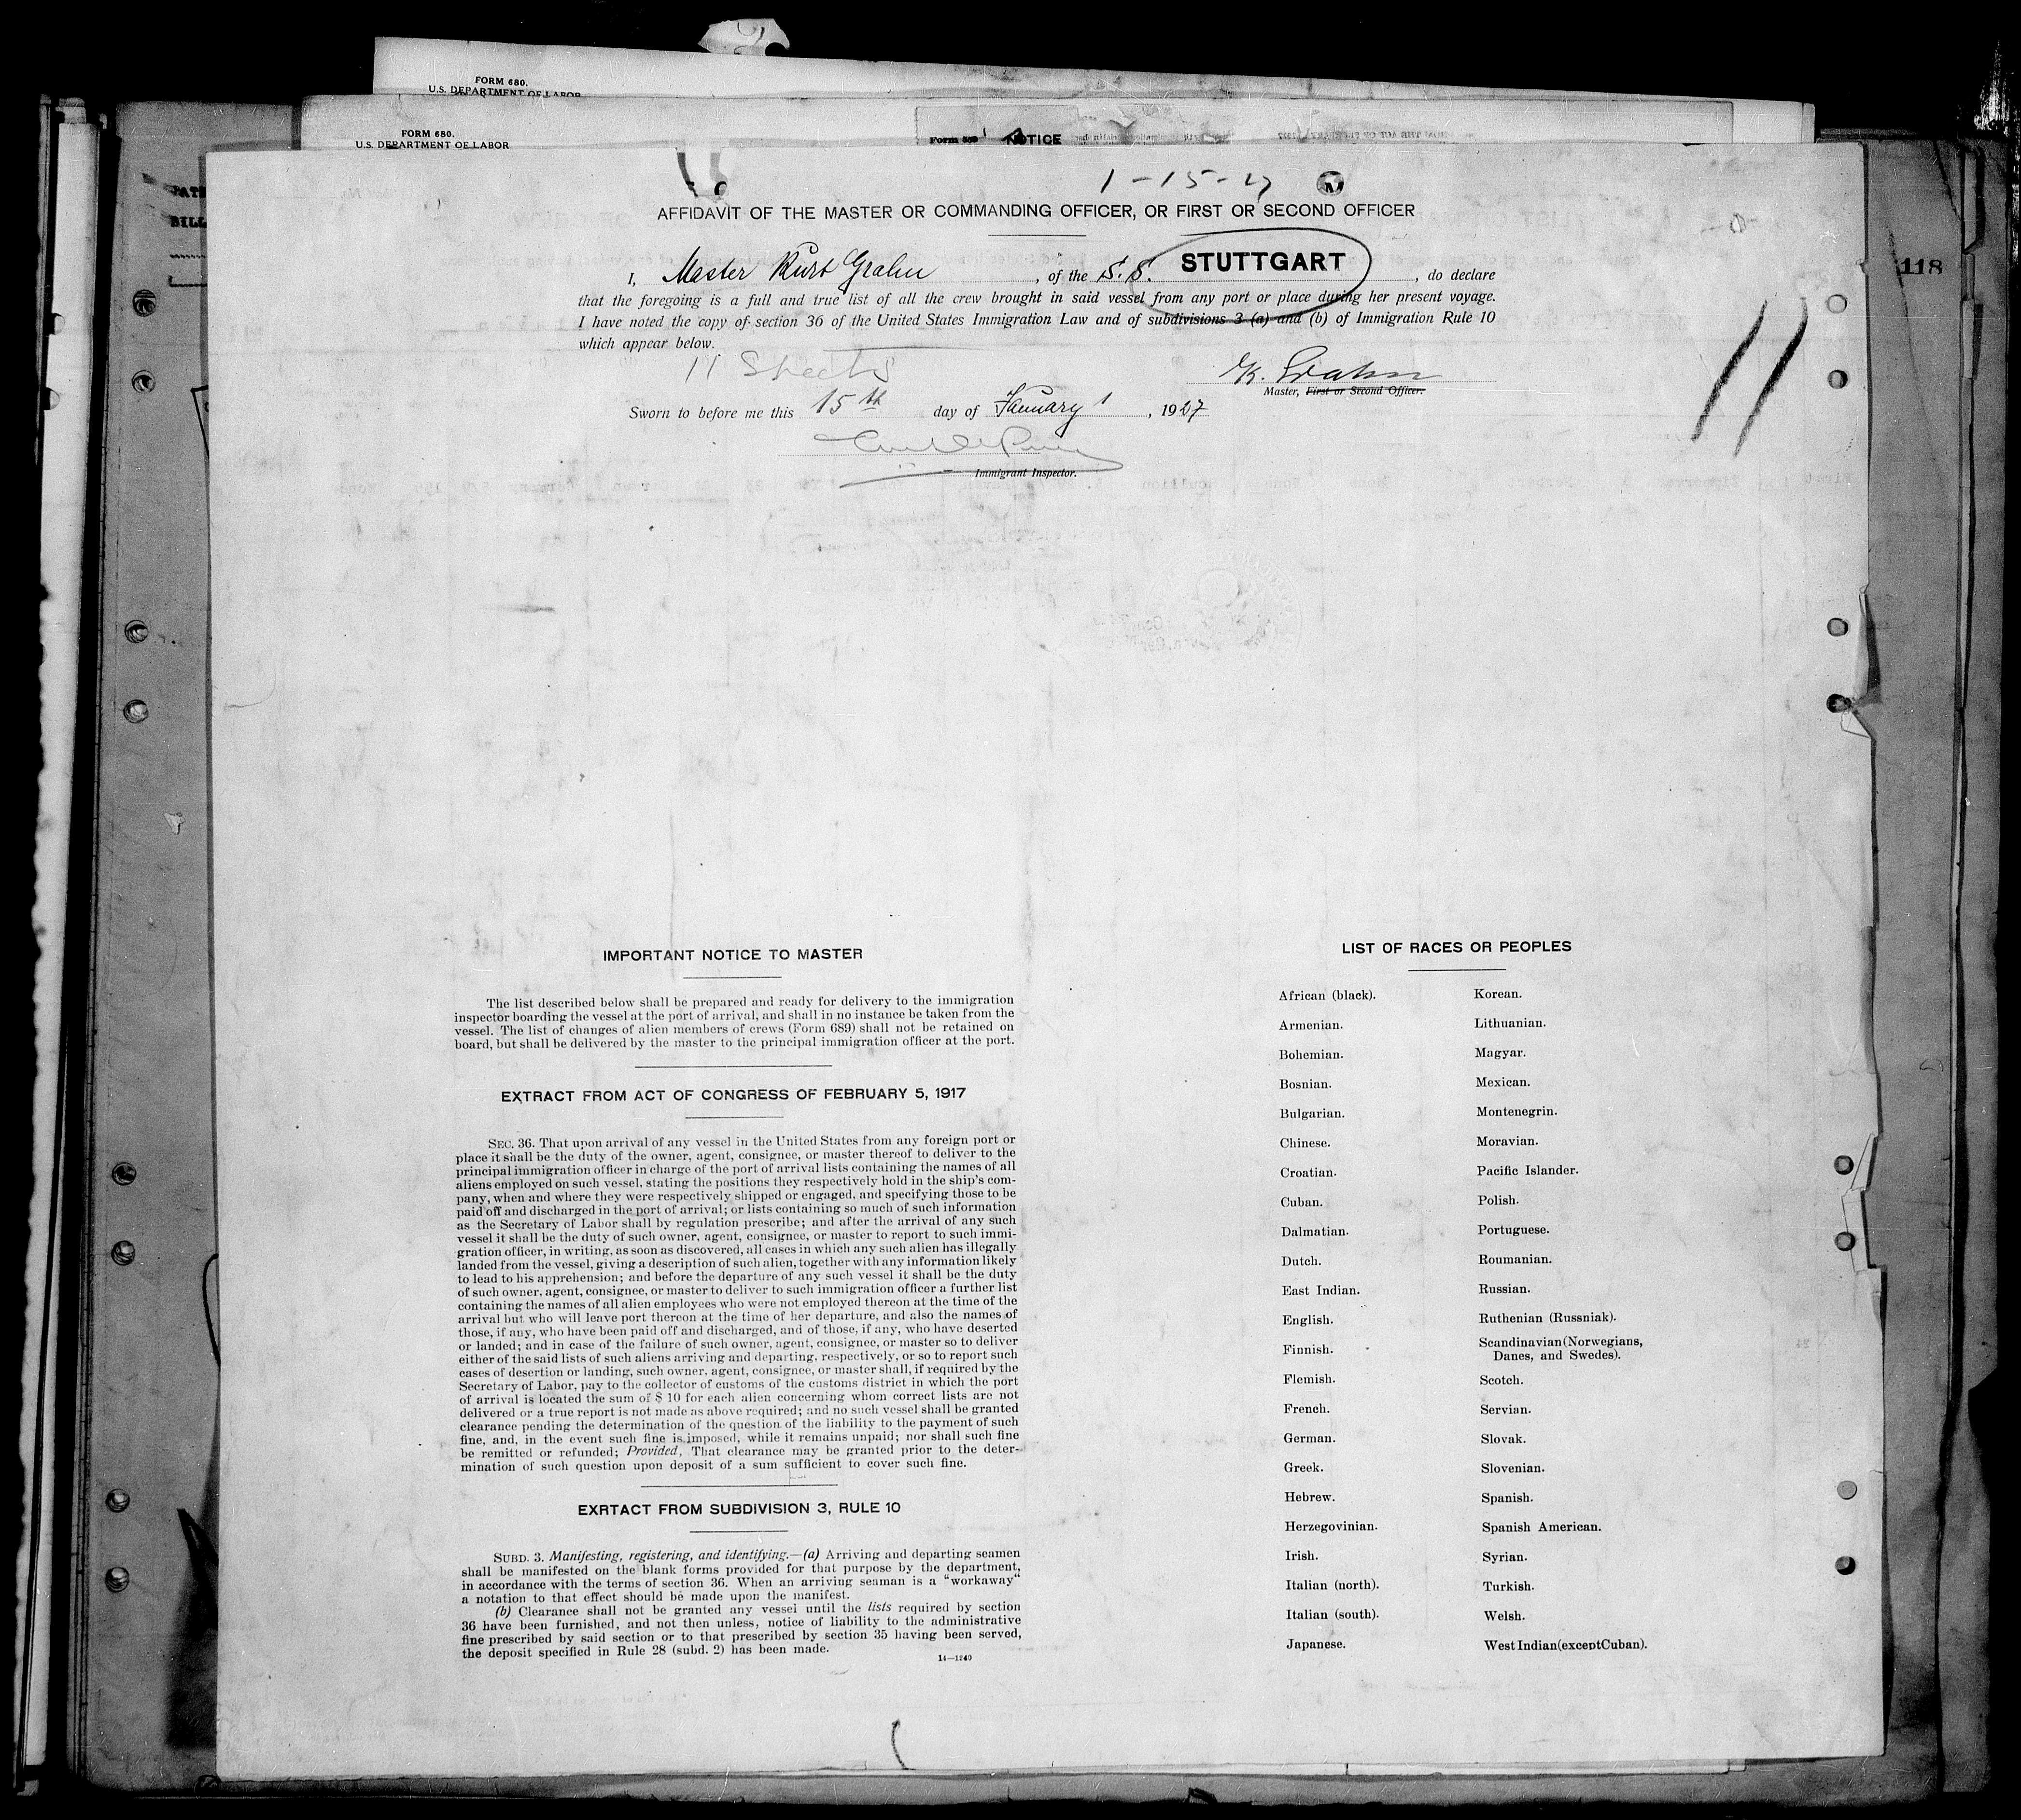 FORM 680.
U.S. DEPARTMENT OF LABOR
FORM 680.
U.S. DEPARTMENT OF LABOR
NOTICE
BILL
118
1-15-27
AFFIDAVIT OF THE MASTER OR COMMANDING OFFICER, OR FIRST OR SECOND OFFICER
I, Master Kurt Grahn, of the S.S. STUTTGART, do declare
that the foregoing is a full and true list of all the crew brought in said vessel from any port or place during her present voyage.
I have noted the copy of section 36 of the United States Immigration Law and of subdivisions 3 (a) and (b) of Immigration Rule 10
which appear below.
11 Sheets
11
K. Grahn
Master, First or Second Officer.
Sworn to before me this 15th day of January, 1927
Immigrant Inspector.
IMPORTANT NOTICE TO MASTER
The list described below shall be prepared and ready for delivery to the immigration
inspector boarding the vessel at the port of arrival, and shall in no instance be taken from the
vessel. The list of changes of alien members of crews (Form 689) shall not be retained on
board, but shall be delivered by the master to the principal immigration officer at the port.
EXTRACT FROM ACT OF CONGRESS OF FEBRUARY 5, 1917
SEC. 36. That upon arrival of any vessel in the United States from any foreign port or
place it shall be the duty of the owner, agent, consignee, or master thereof to deliver to the
principal immigration officer in charge of the port of arrival lists containing the names of all
aliens employed on such vessel, stating the positions they respectively hold in the ship's com-
pany, when and where they were respectively shipped or engaged, and specifying those to be
paid off and discharged in the port of arrival; or lists containing so much of such information
as the Secretary of Labor shall by regulation prescribe; and after the arrival of any such
vessel it shall be the duty of such owner, agent, consignee, or master to report to such immi-
gration officer, in writing, as soon as discovered, all cases in which any such alien has illegally
landed from the vessel, giving a description of such alien, together with any information likely
to lead to his apprehension; and before the departure of any such vessel it shall be the duty
of such owner, agent, consignee, or master to deliver to such immigration officer a further list
containing the names of all alien employees who were not employed thereon at the time of the
arrival but who will leave port thereon at the time of her departure, and also the names of
those, if any, who have been paid off and discharged, and of those, if any, who have deserted
or landed; and in case of the failure of such owner, agent, consignee, or master so to deliver
either of the said lists of such aliens arriving and departing, respectively, or so to report such
cases of desertion or landing, such owner, agent, consignee, or master shall, if required by the
Secretary of Labor, pay to the collector of customs of the customs district in which the port
of arrival is located the sum of $ 10 for each alien concerning whom correct lists are not
delivered or a true report is not made as above required; and no such vessel shall be granted
clearance pending the determination of the question of the liability to the payment of such
fine, and, in the event such fine is imposed, while it remains unpaid; nor shall such fine
be remitted or refunded; Provided, That clearance may be granted prior to the deter-
mination of such question upon deposit of a sum sufficient to cover such fine.
EXRTACT FROM SUBDIVISION 3, RULE 10
SUBD. 3. Manifesting, registering, and identifying.—(a) Arriving and departing seamen
shall be manifested on the blank forms provided for that purpose by the department,
in accordance with the terms of section 36. When an arriving seaman is a "workaway"
a notation to that effect should be made upon the manifest.
(b) Clearance shall not be granted any vessel until the lists required by section
36 have been furnished, and not then unless, notice of liability to the administrative
fine prescribed by said section or to that prescribed by section 35 having been served,
the deposit specified in Rule 28 (subd. 2) has been made.
14—1240
LIST OF RACES OR PEOPLES
African (black).
Armenian.
Bohemian.
Bosnian.
Bulgarian.
Chinese.
Croatian.
Cuban.
Dalmatian.
Dutch.
East Indian.
English.
Finnish.
Flemish.
French.
German.
Greek.
Hebrew.
Herzegovinian.
Irish.
Italian (north).
Italian (south).
Japanese.
Korean.
Lithuanian.
Magyar.
Mexican.
Montenegrin.
Moravian.
Pacific Islander.
Polish.
Portuguese.
Roumanian.
Russian.
Ruthenian (Russniak).
Scandinavian(Norwegians,
Danes, and Swedes).
Scotch.
Servian.
Slovak.
Slovenian.
Spanish.
Spanish American.
Syrian.
Turkish.
Welsh.
West Indian(except Cuban).